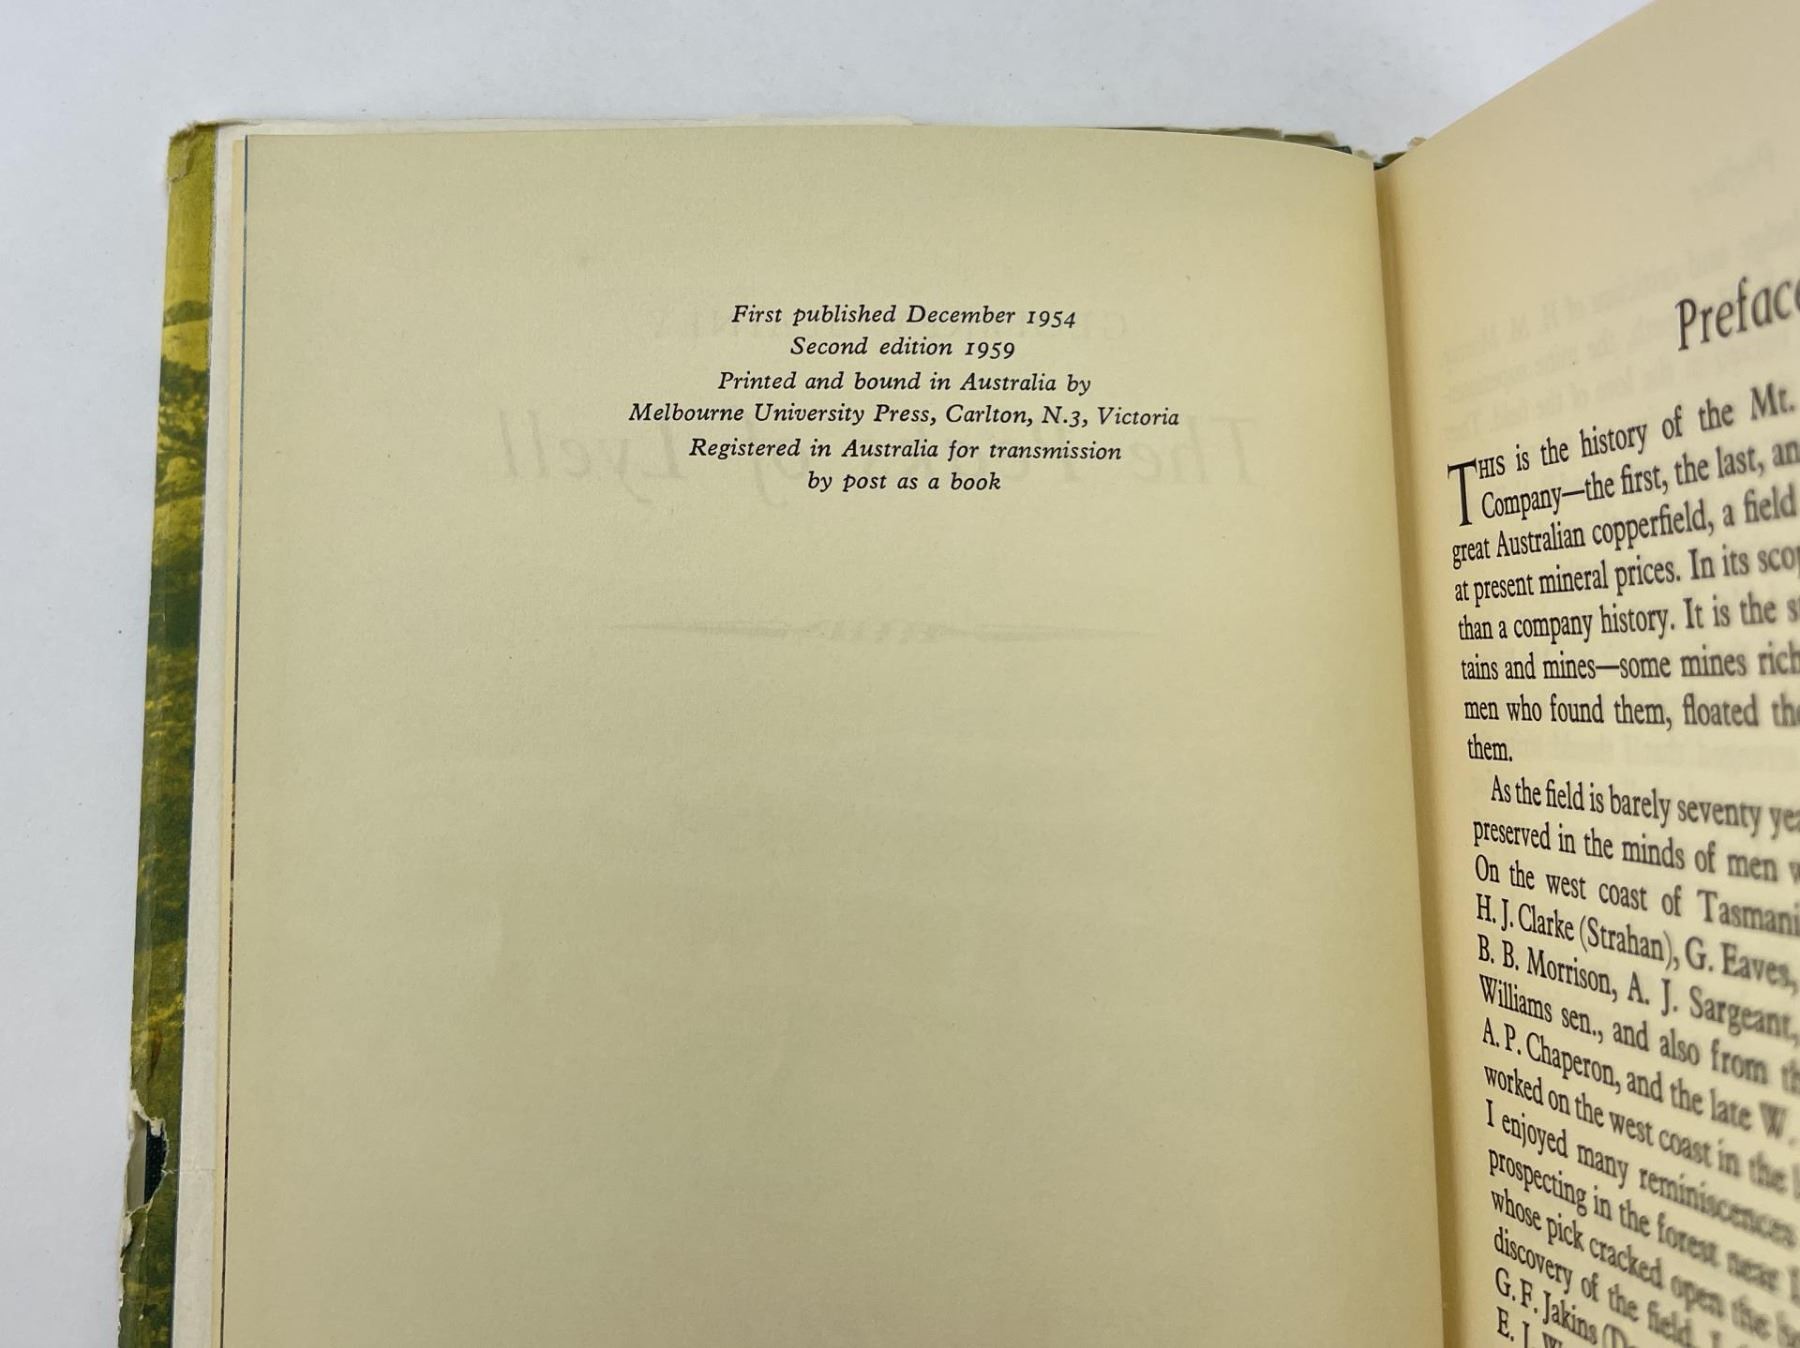 First published December 1954
Second edition 1959
Printed and bound in Australia by
Melbourne University Press, Carlton, N.3, Victoria
Registered in Australia for transmission
by post as a book
Preface
THIS is the history of the Mt.
Company—the first, the last, an
great Australian copperfield, a field
at present mineral prices. In its scop
than a company history. It is the s
tains and mines—some mines rich
men who found them, floated the
them.
As the field is barely seventy yea
preserved in the minds of men w
On the west coast of Tasmani
H. J. Clarke (Strahan), G. Eaves,
B. B. Morrison, A. J. Sargeant,
Williams sen., and also from th
A. P. Chaperon, and the late W.
worked on the west coast in the
I enjoyed many reminiscences
prospecting in the forest near
whose pick cracked open the
discovery of the field.
G. F. Jakins
E. J.